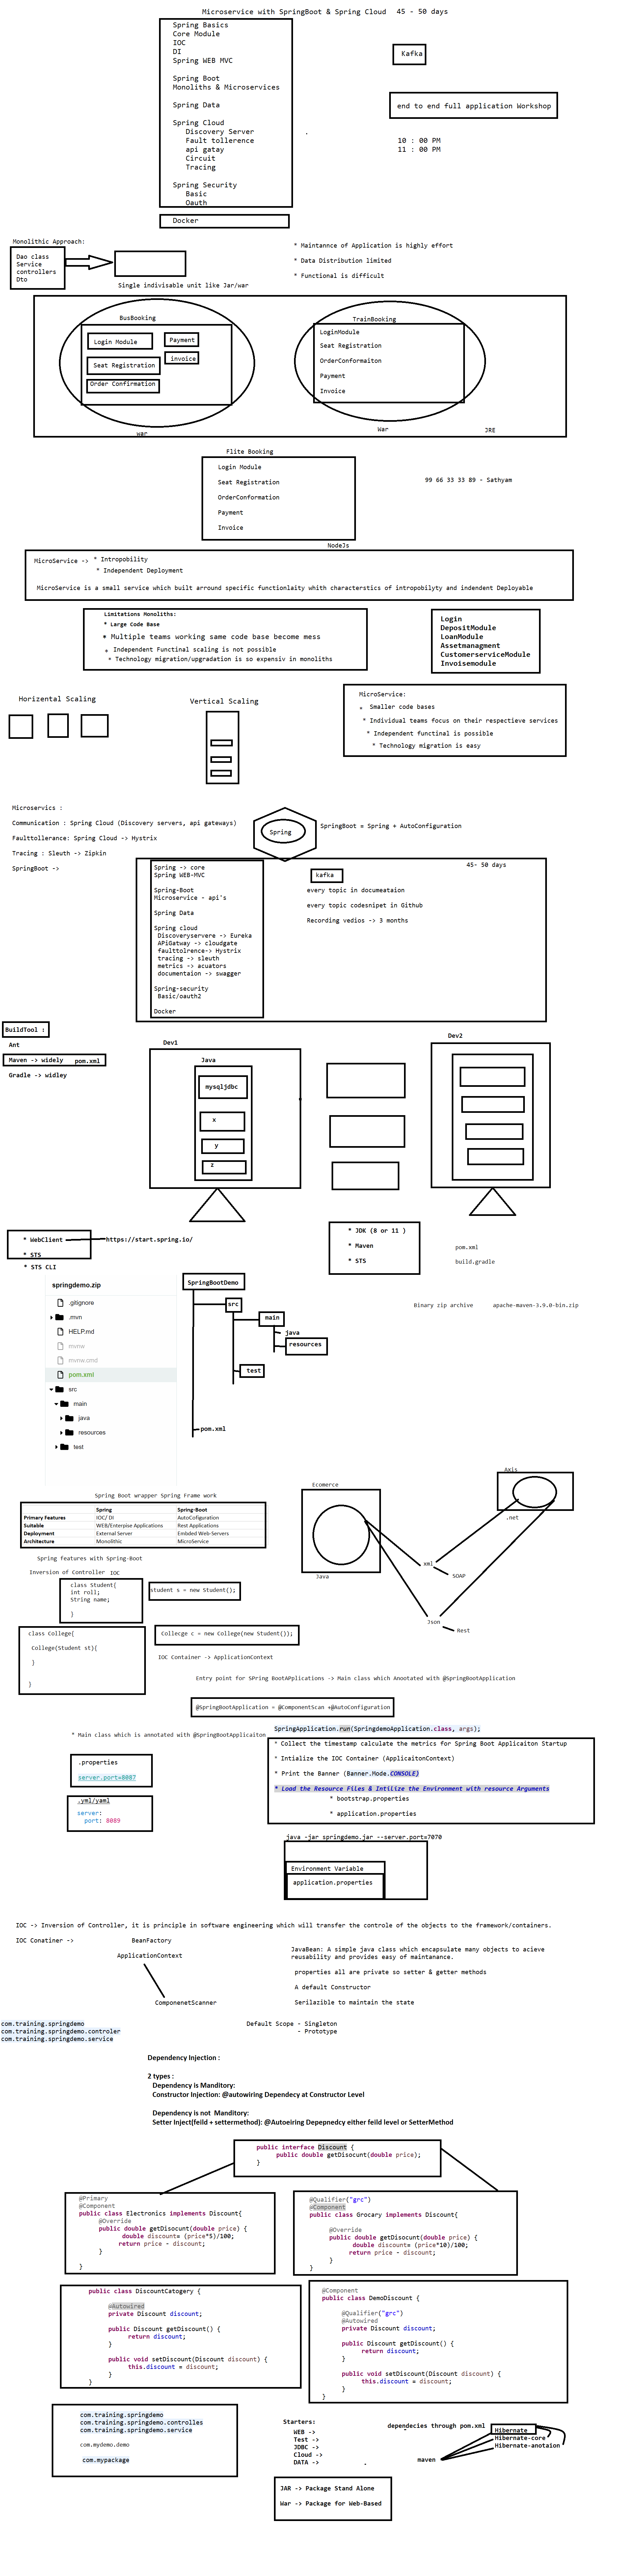 Microservice with SpringBoot & Spring Cloud 45 - 50 days
Spring Basics
Core Module
IOC
DI
Spring WEB MVC
Spring Boot
Monoliths & Microservices
Spring Data
Spring Cloud
Discovery Server
Fault tollerence
api gatay
Circuit
Tracing
Spring Security
Basic
Oauth
Docker
Kafka
end to end full application Workshop
10 : 00 PM
11 : 00 PM
Monolithic Approach:
Dao class
Service
controllers
Dto
Single indivisable unit like Jar/war
* Maintannce of Application is highly effort
* Data Distribution limited
* Functional is difficult
BusBooking
Login Module
Payment
Seat Registration
invoice
Order Confirmation
war
TrainBooking
LoginModule
Seat Registration
OrderConformaiton
Payment
Invoice
War
JRE
Flite Booking
Login Module
Seat Registration
OrderConformation
Payment
Invoice
NodeJs
99 66 33 33 89 - Sathyam
MicroService -> * Intropobility
* Independent Deployment
MicroService is a small service which built arround specific functionlaity whith characterstics of intropobilyty and indendent Deployable
Limitations Monoliths:
* Large Code Base
* Multiple teams working same code base become mess
* Independent Functinal scaling is not possible
* Technology migration/upgradation is so expensiv in monoliths
Login
DepositModule
LoanModule
Assetmanagment
CustomerserviceModule
Invoisemodule
Horizental Scaling
Vertical Scaling
MicroService:
* Smaller code bases
* Individual teams focus on their respectieve services
* Independent functinal is possible
* Technology migration is easy
Microservics :
Communication : Spring Cloud (Discovery servers, api gateways)
Faulttollerance: Spring Cloud -> Hystrix
Tracing : Sleuth -> Zipkin
SpringBoot ->
Spring
SpringBoot = Spring + AutoConfiguration
Spring -> core
Spring WEB-MVC
Spring-Boot
Microservice - api's
Spring Data
Spring cloud
Discoveryservere -> Eureka
APiGatway -> cloudgate
faulttolrence-> Hystrix
tracing -> sleuth
metrics -> acuators
documentaion -> swagger
Spring-security
Basic/oauth2
Docker
kafka
45- 50 days
every topic in documeataion
every topic codesnipet in Github
Recording vedios -> 3 months
BuildTool :
Ant
Maven -> widely pom.xml
Gradle -> widley
Dev1
Java
mysqljdbc
x
y
z
Dev2
* WebClient https://start.spring.io/
* STS
* STS CLI
* JDK (8 or 11 )
* Maven
* STS
pom.xml
build.gradle
Binary zip archive apache-maven-3.9.0-bin.zip
springdemo.zip
.gitignore
.mvn
HELP.md
mvnw
mvnw.cmd
pom.xml
src
main
java
resources
test
SpringBootDemo
src
main
java
resources
test
pom.xml
Spring Boot wrapper Spring Frame work
Spring Spring-Boot
Primary Features IOC/ DI AutoCofiguration
Suitable WEB/Enterpise Applications Rest Applications
Deployment External Server Embded Web-Servers
Architecture Monolithic MicroService
Ecomerce
Java
Axis
.net
xml
SOAP
Json
Rest
Spring features with Spring-Boot
Inversion of Controller IOC
class Student{
int roll;
String name;
}
student s = new Student();
class College{
College(Student st){
}
}
Collecge c = new College(new Student());
IOC Container -> ApplicationContext
Entry point for SPring BootAPplications -> Main class which Anootated with @SpringBootApplication
@SpringBootApplication = @ComponentScan +@AutoConfiguration
* Main class which is annotated with @SpringBootApplicaiton
SpringApplication.run(SpringdemoApplication.class, args);
* Collect the timestamp calculate the metrics for Spring Boot Applicaiton Startup
* Intialize the IOC Container (ApplicaitonContext)
* Print the Banner (Banner.Mode.CONSOLE)
* Load the Resource Files & Intilize the Environment with resource Arguments
* bootstrap.properties
* application.properties
.properties
server.port=8087
.yml/yaml
server:
port: 8089
java -jar springdemo.jar --server.port=7070
Environment Variable
application.properties
IOC -> Inversion of Controller, it is principle in software engineering which will transfer the controle of the objects to the framework/containers.
IOC Conatiner -> BeanFactory
ApplicationContext
ComponenetScanner
JavaBean: A simple java class which encapsulate many objects to acieve
reusability and provides easy of maintanance.
properties all are private so setter & getter methods
A default Constructor
Serilazible to maintain the state
com.training.springdemo
com.training.springdemo.controler
com.training.springdemo.service
Default Scope - Singleton
- Prototype
Dependency Injection :
2 types :
Dependency is Manditory:
Constructor Injection: @autowiring Dependecy at Constructor Level
Dependency is not Manditory:
Setter Inject(feild + settermethod): @Autoeiring Depepnedcy either feild level or SetterMethod
public interface Discount {
public double getDisocunt(double price);
}
@Primary
@Component
public class Electronics implements Discount{
@Override
public double getDisocunt(double price) {
double discount= (price*5)/100;
return price - discount;
}
}
@Qualifier("grc")
@Component
public class Grocary implements Discount{
@Override
public double getDisocunt(double price) {
double discount= (price*10)/100;
return price - discount;
}
}
public class DiscountCatogery {
@Autowired
private Discount discount;
public Discount getDiscount() {
return discount;
}
public void setDiscount(Discount discount) {
this.discount = discount;
}
}
@Component
public class DemoDiscount {
@Qualifier("grc")
@Autowired
private Discount discount;
public Discount getDiscount() {
return discount;
}
public void setDiscount(Discount discount) {
this.discount = discount;
}
}
com.training.springdemo
com.training.springdemo.controlles
com.training.springdemo.service
com.mydemo.demo
com.mypackage
Starters:
WEB ->
Test ->
JDBC ->
Cloud ->
DATA ->
dependecies through pom.xml
maven
Hibernate
Hibernate-core
Hibernate-anotaion
JAR -> Package Stand Alone
War -> Package for Web-Based